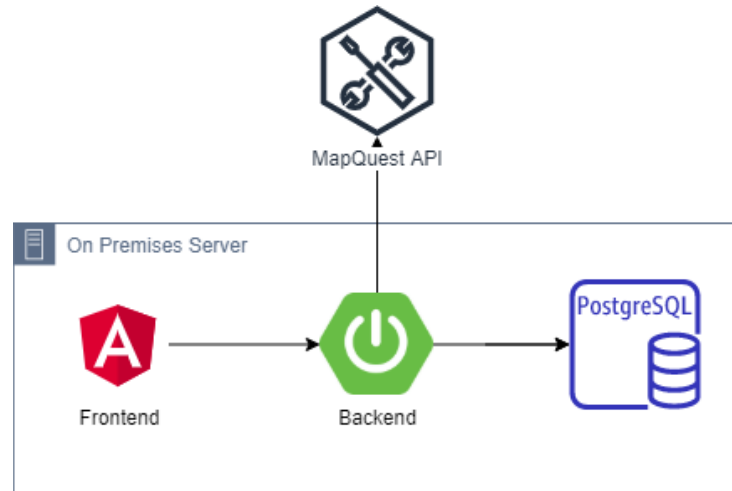 MapQuest API
On Premises Server
PostgreSQL
Frontend
Backend